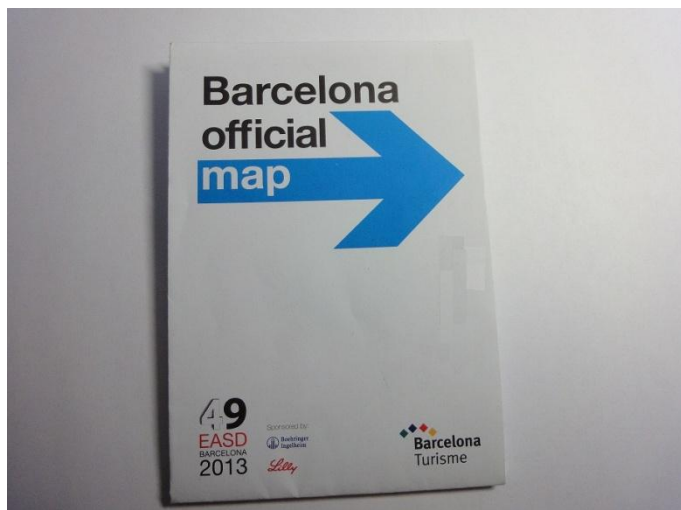 Barcelona
official
map
49
EASD
BARCELONA
2013
Sponsored by
Boehringer
Ingelheim
Lilly
Barcelona
Turisme